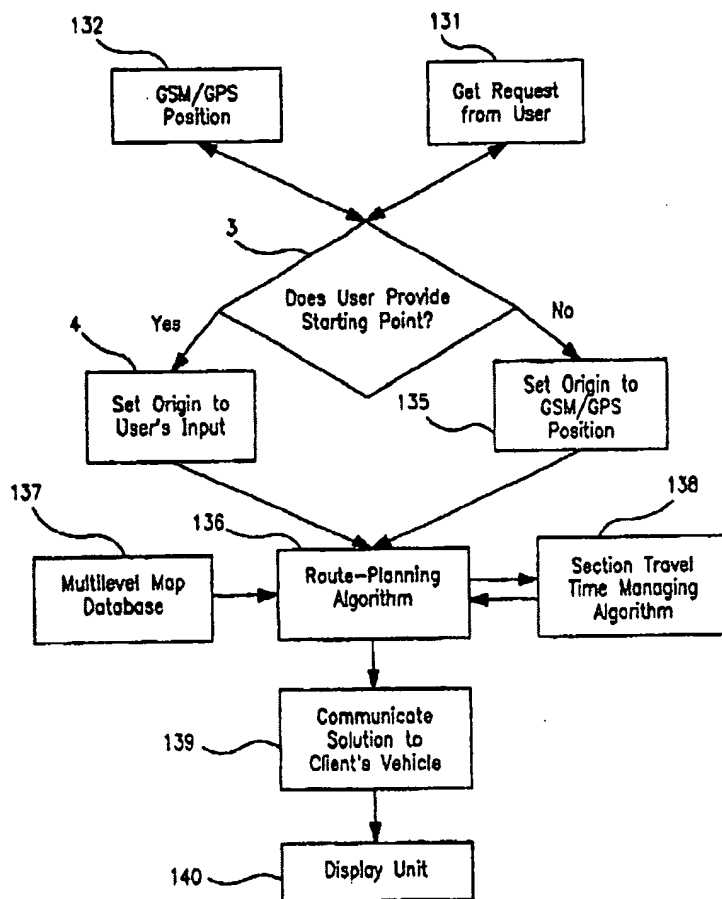 132
131
GSM/GPS
Position
Get Request
from User
3
Does User Provide
Starting Point?
Yes
No
4
Set Origin to
User's Input
135
Set Origin to
GSM/GPS
Position
137
136
138
Multilevel Map
Database
Route-Planning
Algorithm
Section Travel
Time Managing
Algorithm
139
Communicate
Solution to
Client's Vehicle
140
Display Unit